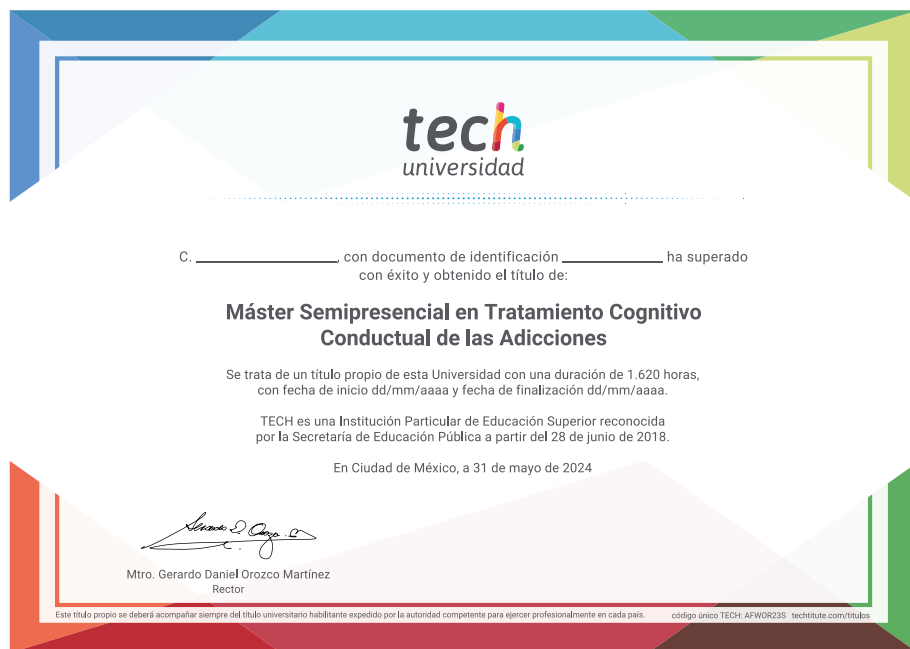 tech
universidad
C. ____________________, con documento de identificación ______________ ha superado
con éxito y obtenido el título de:
Máster Semipresencial en Tratamiento Cognitivo
Conductual de las Adicciones
Se trata de un título propio de esta Universidad con una duración de 1.620 horas,
con fecha de inicio dd/mm/aaaa y fecha de finalización dd/mm/aaaa.
TECH es una Institución Particular de Educación Superior reconocida
por la Secretaría de Educación Pública a partir del 28 de junio de 2018.
En Ciudad de México, a 31 de mayo de 2024
Mtro. Gerardo Daniel Orozco Martínez
Rector
Este título propio se deberá acompañar siempre del título universitario habilitante expedido por la autoridad competente para ejercer profesionalmente en cada país. código único TECH: AFWOR23S techtitute.com/titulos